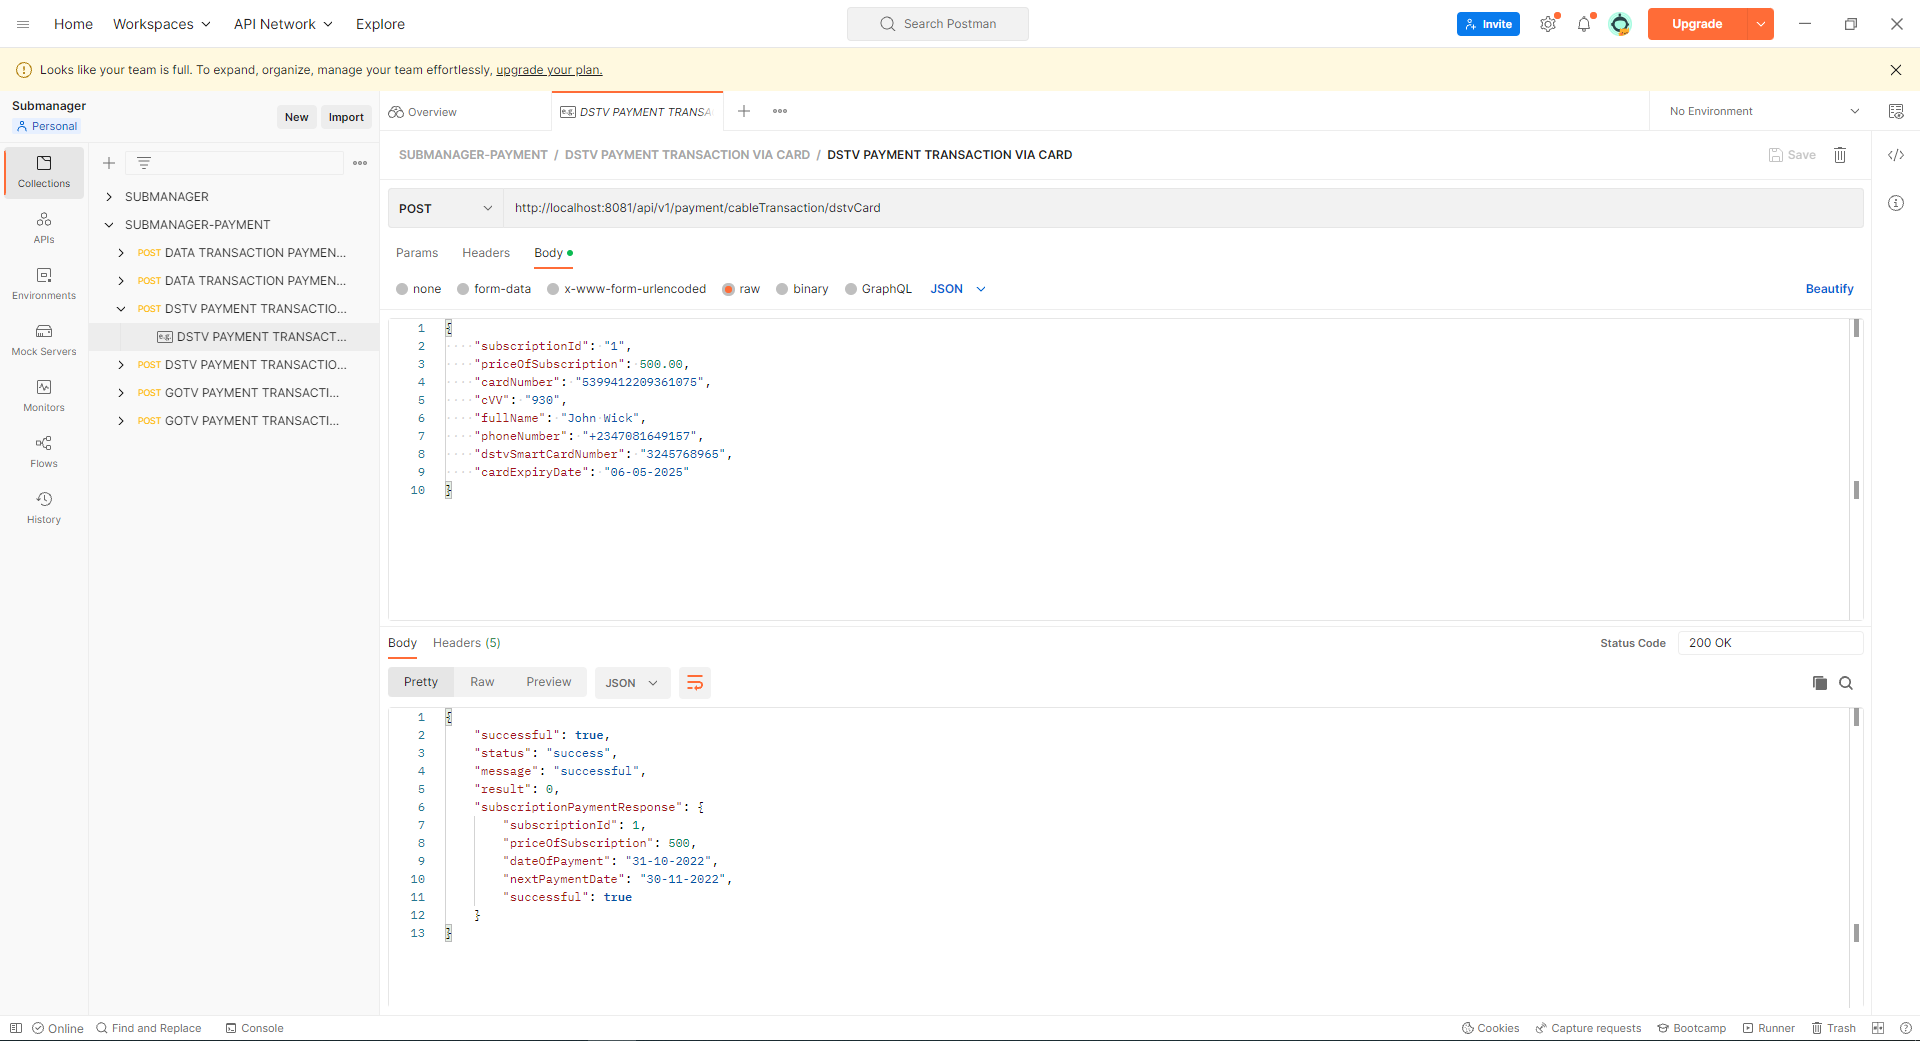 Home Workspaces API Network Explore Search Postman Invite Upgrade
Looks like your team is full. To expand, organize, manage your team effortlessly, upgrade your plan.
Submanager
Personal
New Import
Overview
e.g. DSTV PAYMENT TRANSA
No Environment
SUBMANAGER-PAYMENT / DSTV PAYMENT TRANSACTION VIA CARD / DSTV PAYMENT TRANSACTION VIA CARD
Save
Collections
APIs
Environments
Mock Servers
Monitors
Flows
History
SUBMANAGER
SUBMANAGER-PAYMENT
POST DATA TRANSACTION PAYMEN...
POST DATA TRANSACTION PAYMEN...
POST DSTV PAYMENT TRANSACTIO...
e.g. DSTV PAYMENT TRANSACT...
POST DSTV PAYMENT TRANSACTIO...
POST GOTV PAYMENT TRANSACTI...
POST GOTV PAYMENT TRANSACTI...
POST http://localhost:8081/api/v1/payment/cableTransaction/dstvCard
Params Headers Body
none form-data x-www-form-urlencoded raw binary GraphQL JSON Beautify
1 {
2 "subscriptionId": "1",
3 "priceOfSubscription": 500.00,
4 "cardNumber": "5399412209361075",
5 "cVV": "930",
6 "fullName": "John Wick",
7 "phoneNumber": "+2347081649157",
8 "dstvSmartCardNumber": "3245768965",
9 "cardExpiryDate": "06-05-2025"
10 }
Body Headers (5) Status Code 200 OK
Pretty Raw Preview JSON
1 {
2 "successful": true,
3 "status": "success",
4 "message": "successful",
5 "result": 0,
6 "subscriptionPaymentResponse": {
7 "subscriptionId": 1,
8 "priceOfSubscription": 500,
9 "dateOfPayment": "31-10-2022",
10 "nextPaymentDate": "30-11-2022",
11 "successful": true
12 }
13 }
Online Find and Replace Console Cookies Capture requests Bootcamp Runner Trash